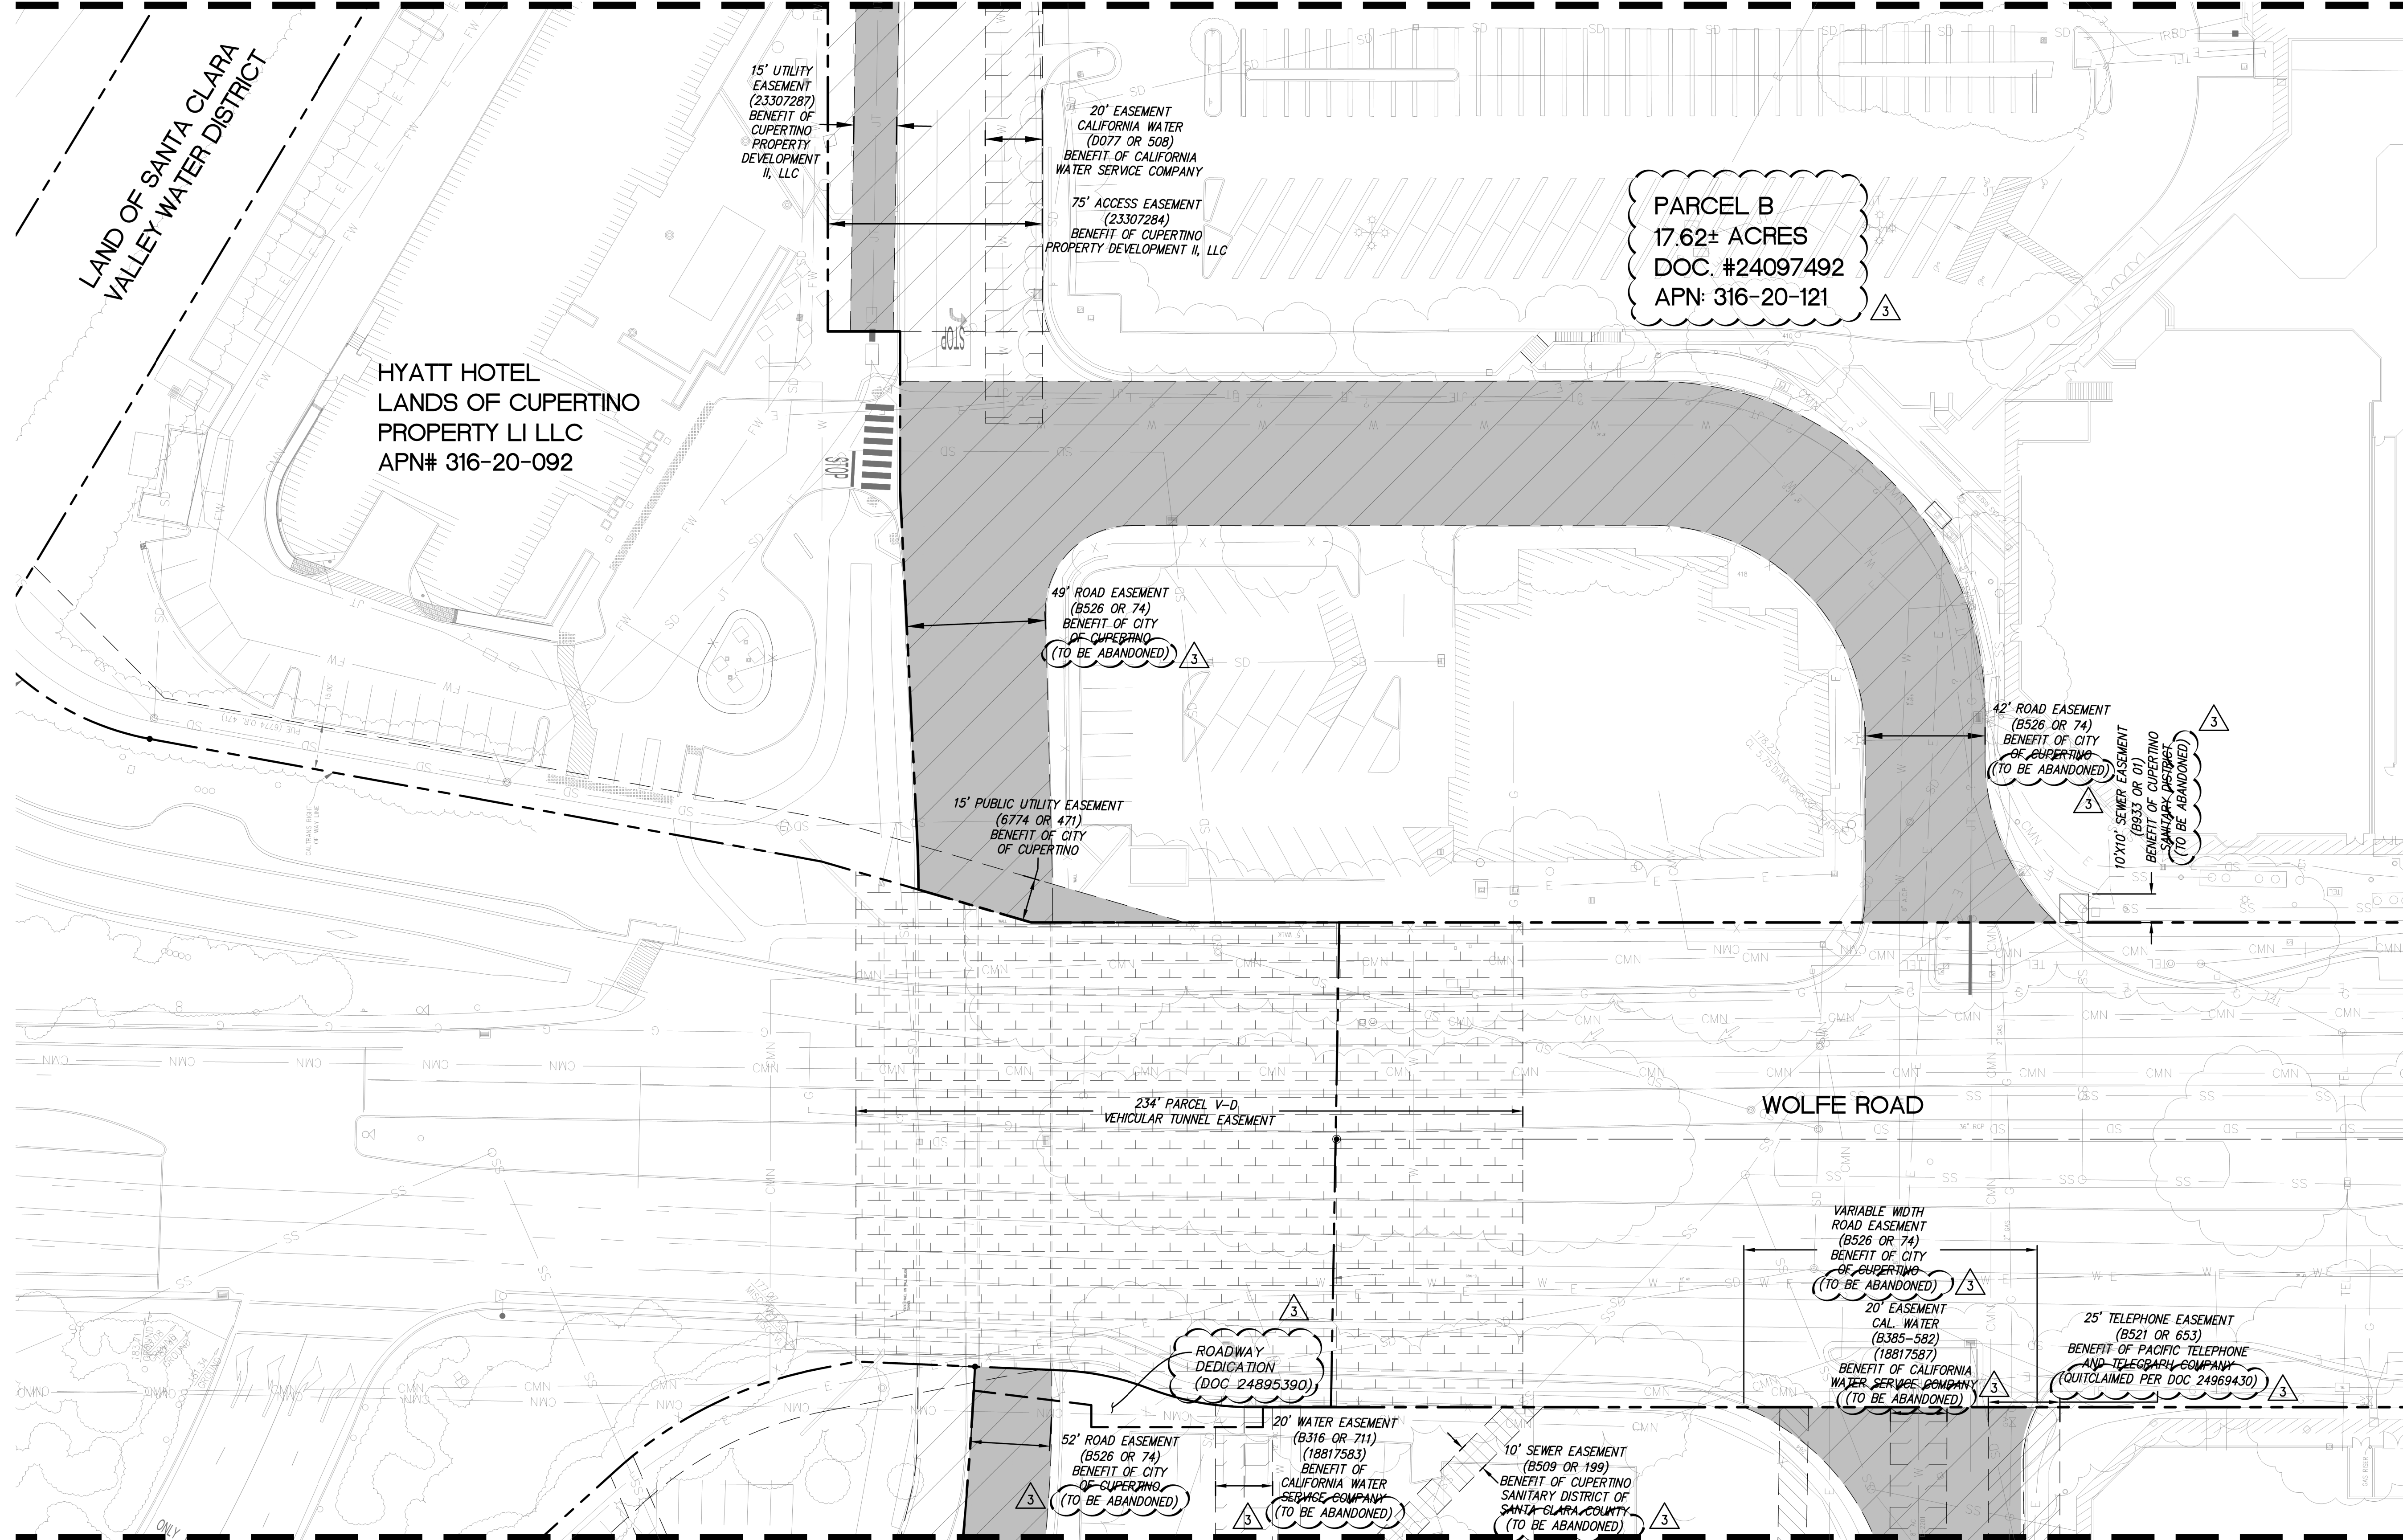 LAND OF SANTA CLARA
VALLEY WATER DISTRICT
15' UTILITY
EASEMENT
(23307287)
BENEFIT OF
CUPERTINO
PROPERTY
DEVELOPMENT
II, LLC
20' EASEMENT
CALIFORNIA WATER
(D077 OR 508)
BENEFIT OF CALIFORNIA
WATER SERVICE COMPANY
75' ACCESS EASEMENT
(23307284)
BENEFIT OF CUPERTINO
PROPERTY DEVELOPMENT II, LLC
PARCEL B
17.62± ACRES
DOC. #24097492
APN: 316-20-121
3
HYATT HOTEL
LANDS OF CUPERTINO
PROPERTY LI LLC
APN# 316-20-092
STOP
STOP
49' ROAD EASEMENT
(B526 OR 74)
BENEFIT OF CITY
OF CUPERTINO
(TO BE ABANDONED)
3
42' ROAD EASEMENT
(B526 OR 74)
BENEFIT OF CITY
OF CUPERTINO
(TO BE ABANDONED)
3
10'X10' SEWER EASEMENT
(B933 OR 01)
BENEFIT OF CUPERTINO
SANITARY DISTRICT
(TO BE ABANDONED)
3
15.00'
PUE (6774 OR 471)
CALTRANS RIGHT
OF WAY LINE
15' PUBLIC UTILITY EASEMENT
(6774 OR 471)
BENEFIT OF CITY
OF CUPERTINO
234' PARCEL V-D
VEHICULAR TUNNEL EASEMENT
WOLFE ROAD
VARIABLE WIDTH
ROAD EASEMENT
(B526 OR 74)
BENEFIT OF CITY
OF CUPERTINO
(TO BE ABANDONED)
3
20' EASEMENT
CAL. WATER
(B385-582)
(18817587)
BENEFIT OF CALIFORNIA
WATER SERVICE COMPANY
(TO BE ABANDONED)
3
25' TELEPHONE EASEMENT
(B521 OR 653)
BENEFIT OF PACIFIC TELEPHONE
AND TELEGRAPH COMPANY
(QUITCLAIMED PER DOC 24969430)
3
3
ROADWAY
DEDICATION
(DOC 24895390)
52' ROAD EASEMENT
(B526 OR 74)
BENEFIT OF CITY
OF CUPERTINO
(TO BE ABANDONED)
3
20' WATER EASEMENT
(B316 OR 711)
(18817583)
BENEFIT OF
CALIFORNIA WATER
SERVICE COMPANY
(TO BE ABANDONED)
3
10' SEWER EASEMENT
(B509 OR 199)
BENEFIT OF CUPERTINO
SANITARY DISTRICT OF
SANTA CLARA COUNTY
(TO BE ABANDONED)
3
ONLY